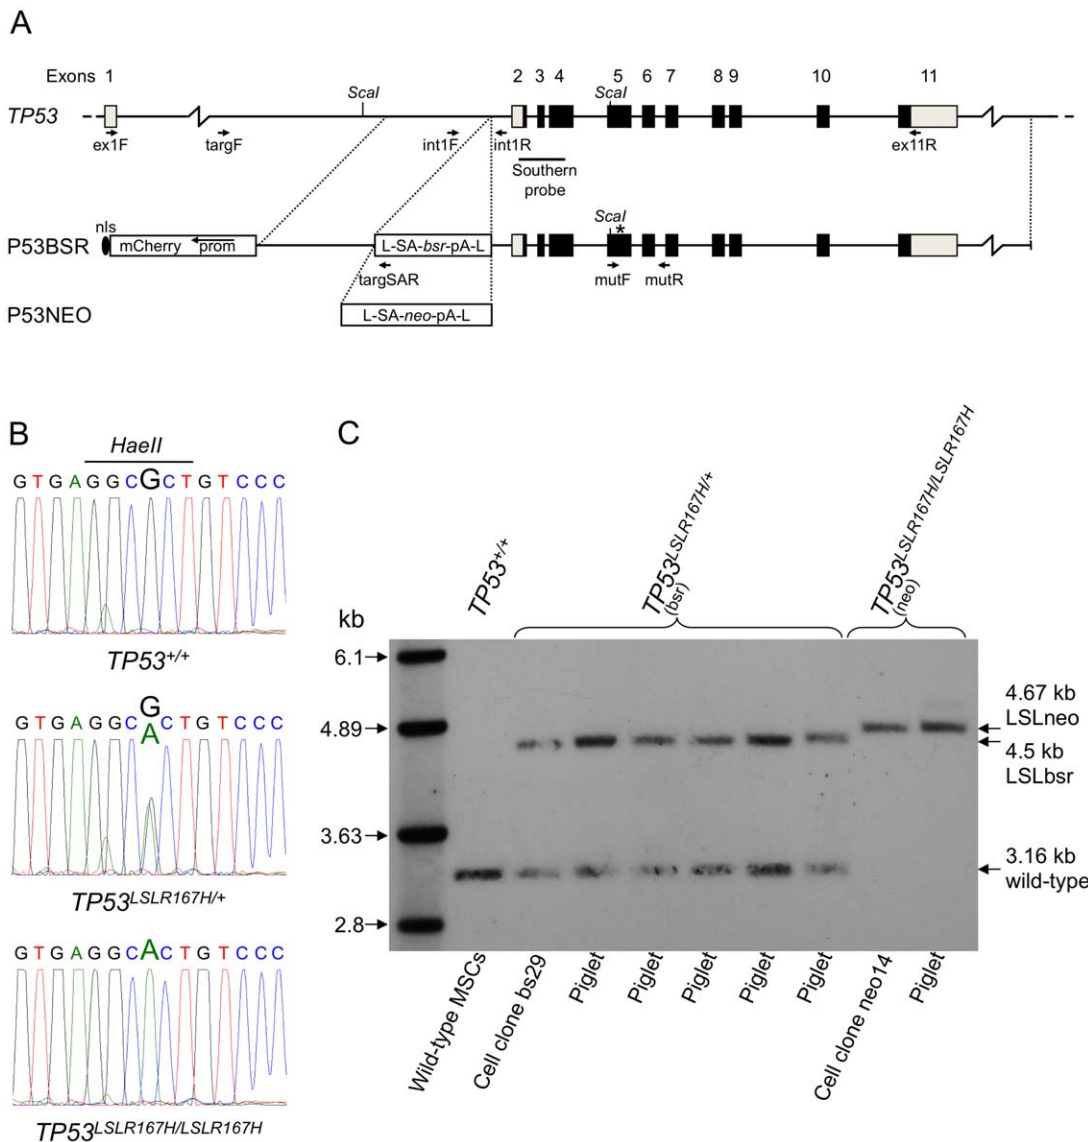 A
Exons 1 2 3 4 5 6 7 8 9 10 11
ScaI ScaI
TP53
ex1F targF int1F int1R ex11R
Southern
probe
nls
ScaI
*
P53BSR mCherry prom L-SA-bsr-pA-L
targSAR mutF mutR
P53NEO L-SA-neo-pA-L
B
HaeII
G T G A G G C G C T G T C C C
TP53+/+
G
G T G A G G C A C T G T C C C
TP53LSLR167H/+
G T G A G G C A C T G T C C C
TP53LSLR167H/LSLR167H
C
TP53+/+
TP53LSLR167H/+
(bsr)
TP53LSLR167H/LSLR167H
(neo)
kb
6.1
4.89
3.63
2.8
4.67 kb
LSLneo
4.5 kb
LSLbsr
3.16 kb
wild-type
Wild-type MSCs
Cell clone bs29
Piglet
Piglet
Piglet
Piglet
Piglet
Cell clone neo14
Piglet